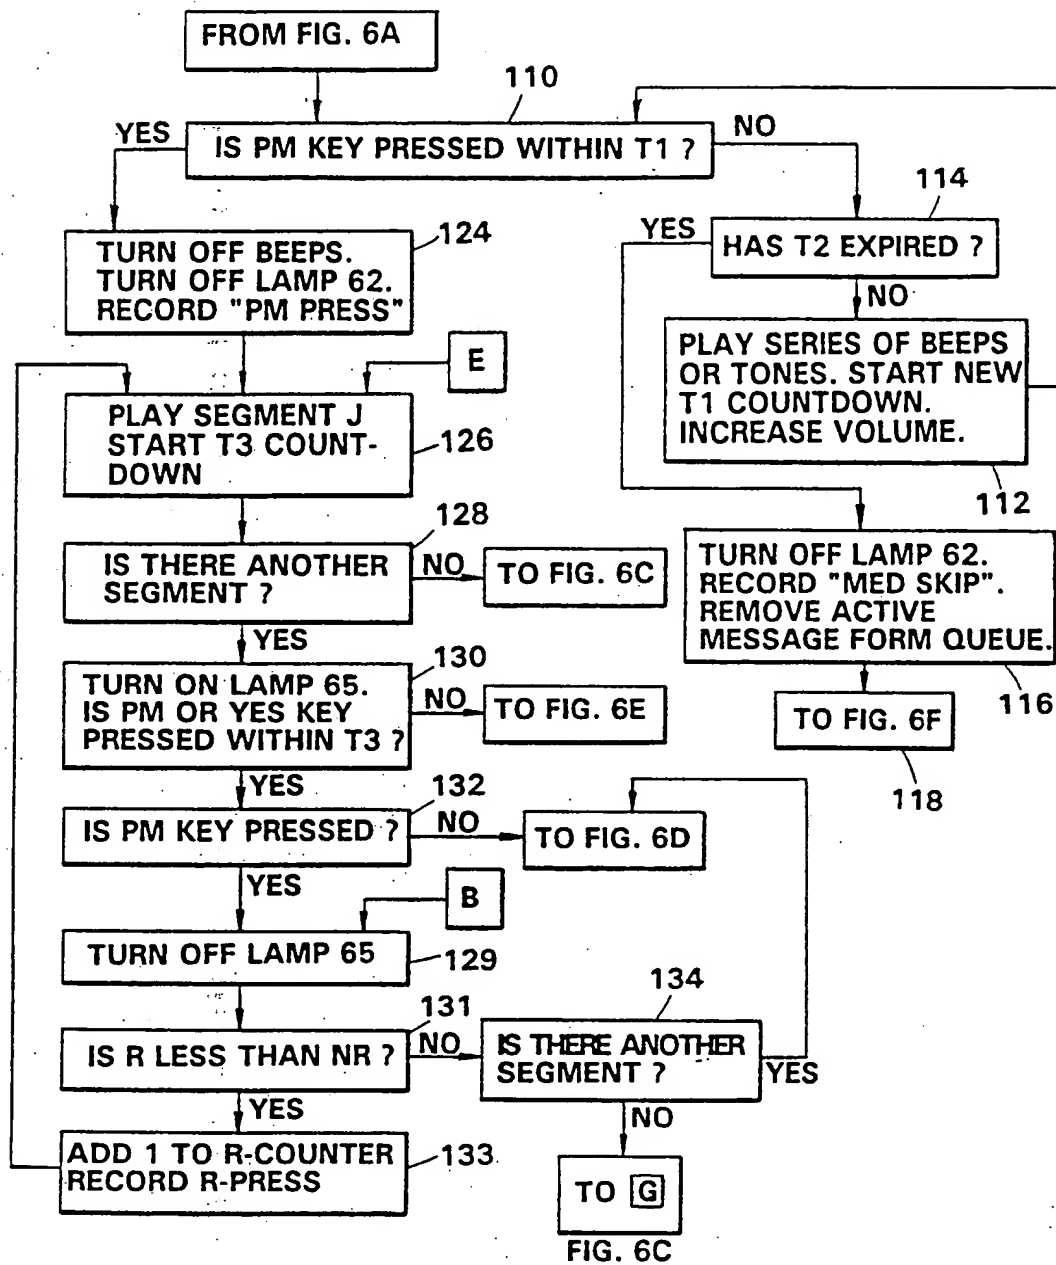 FROM FIG. 6A
110
YES
IS PM KEY PRESSED WITHIN T1 ?
NO
114
YES
HAS T2 EXPIRED ?
NO
124
TURN OFF BEEPS.
TURN OFF LAMP 62.
RECORD "PM PRESS"
E
PLAY SERIES OF BEEPS
OR TONES. START NEW
T1 COUNTDOWN.
INCREASE VOLUME.
112
PLAY SEGMENT J
START T3 COUNT-
DOWN
126
128
IS THERE ANOTHER
SEGMENT ?
NO
TO FIG. 6C
YES
TURN OFF LAMP 62.
RECORD "MED SKIP".
REMOVE ACTIVE
MESSAGE FORM QUEUE.
116
130
TURN ON LAMP 65.
IS PM OR YES KEY
PRESSED WITHIN T3 ?
NO
TO FIG. 6E
TO FIG. 6F
118
YES
132
IS PM KEY PRESSED ?
NO
TO FIG. 6D
YES
B
TURN OFF LAMP 65
129
131
IS R LESS THAN NR ?
NO
134
IS THERE ANOTHER
SEGMENT ?
YES
YES
NO
ADD 1 TO R-COUNTER
RECORD R-PRESS
133
TO G
FIG. 6C